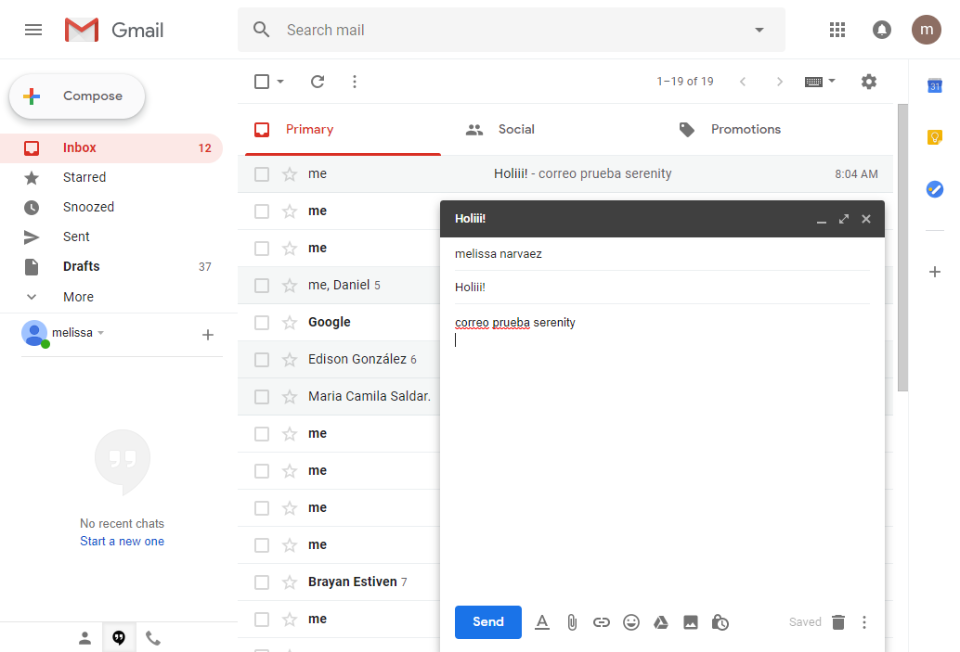 Gmail
Search mail
m
Compose
1–19 of 19
31
Primary
Social
Promotions
Inbox 12
Starred
Snoozed
Sent
Drafts 37
More
melissa
No recent chats
Start a new one
me Holiii! - correo prueba serenity 8:04 AM
me
me
me, Daniel 5
Google
Edison González 6
Maria Camila Saldar.
me
me
me
me
Brayan Estiven 7
me
Holiii!
melissa narvaez
Holiii!
correo prueba serenity
Send
Saved